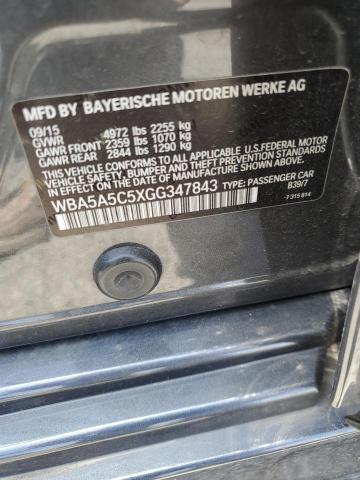 MFD BY BAYERISCHE MOTOREN WERKE AG
09/15
GVWR 4972 lbs 2255 kg
GAWR FRONT 2359 lbs 1070 kg
GAWR REAR 2844 lbs 1290 kg
THIS VEHICLE CONFORMS TO ALL APPLICABLE U.S.FEDERAL MOTOR
VEHICLE SAFETY, BUMPER, AND THEFT PREVENTION STANDARDS
IN EFFECT ON THE DATE OF MANUFACTURE SHOWN ABOVE.
WBA5A5C5XGG347843 TYPE: PASSENGER CAR
B39/7
-7 315 814